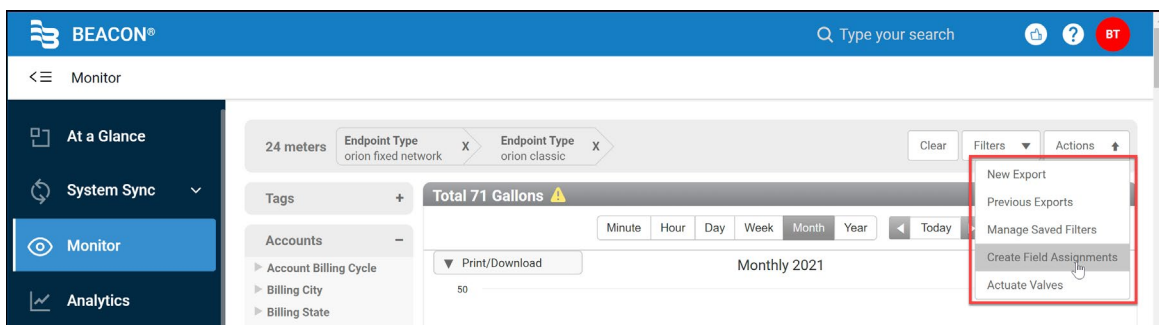 BEACON®
Type your search
?
BT
Monitor
At a Glance
System Sync
Monitor
Analytics
24 meters
Endpoint Type X
orion fixed network
Endpoint Type X
orion classic
Clear
Filters
Actions
New Export
Previous Exports
Manage Saved Filters
Create Field Assignments
Actuate Valves
Tags +
Accounts −
Account Billing Cycle
Billing City
Billing State
Total 71 Gallons
Minute Hour Day Week Month Year Today
Print/Download
Monthly 2021
50